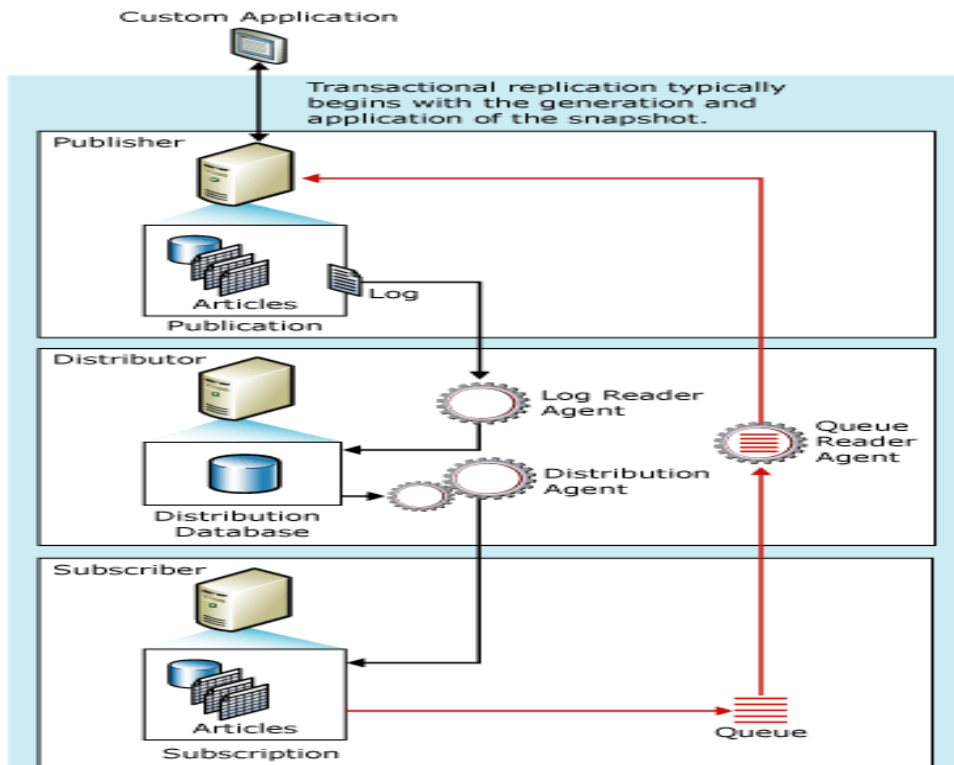 Custom Application
Transactional replication typically
begins with the generation and
application of the snapshot.
Publisher
Articles
Log
Publication
Distributor
Log Reader
Agent
Queue
Reader
Agent
Distribution
Agent
Distribution
Database
Subscriber
Articles
Queue
Subscription